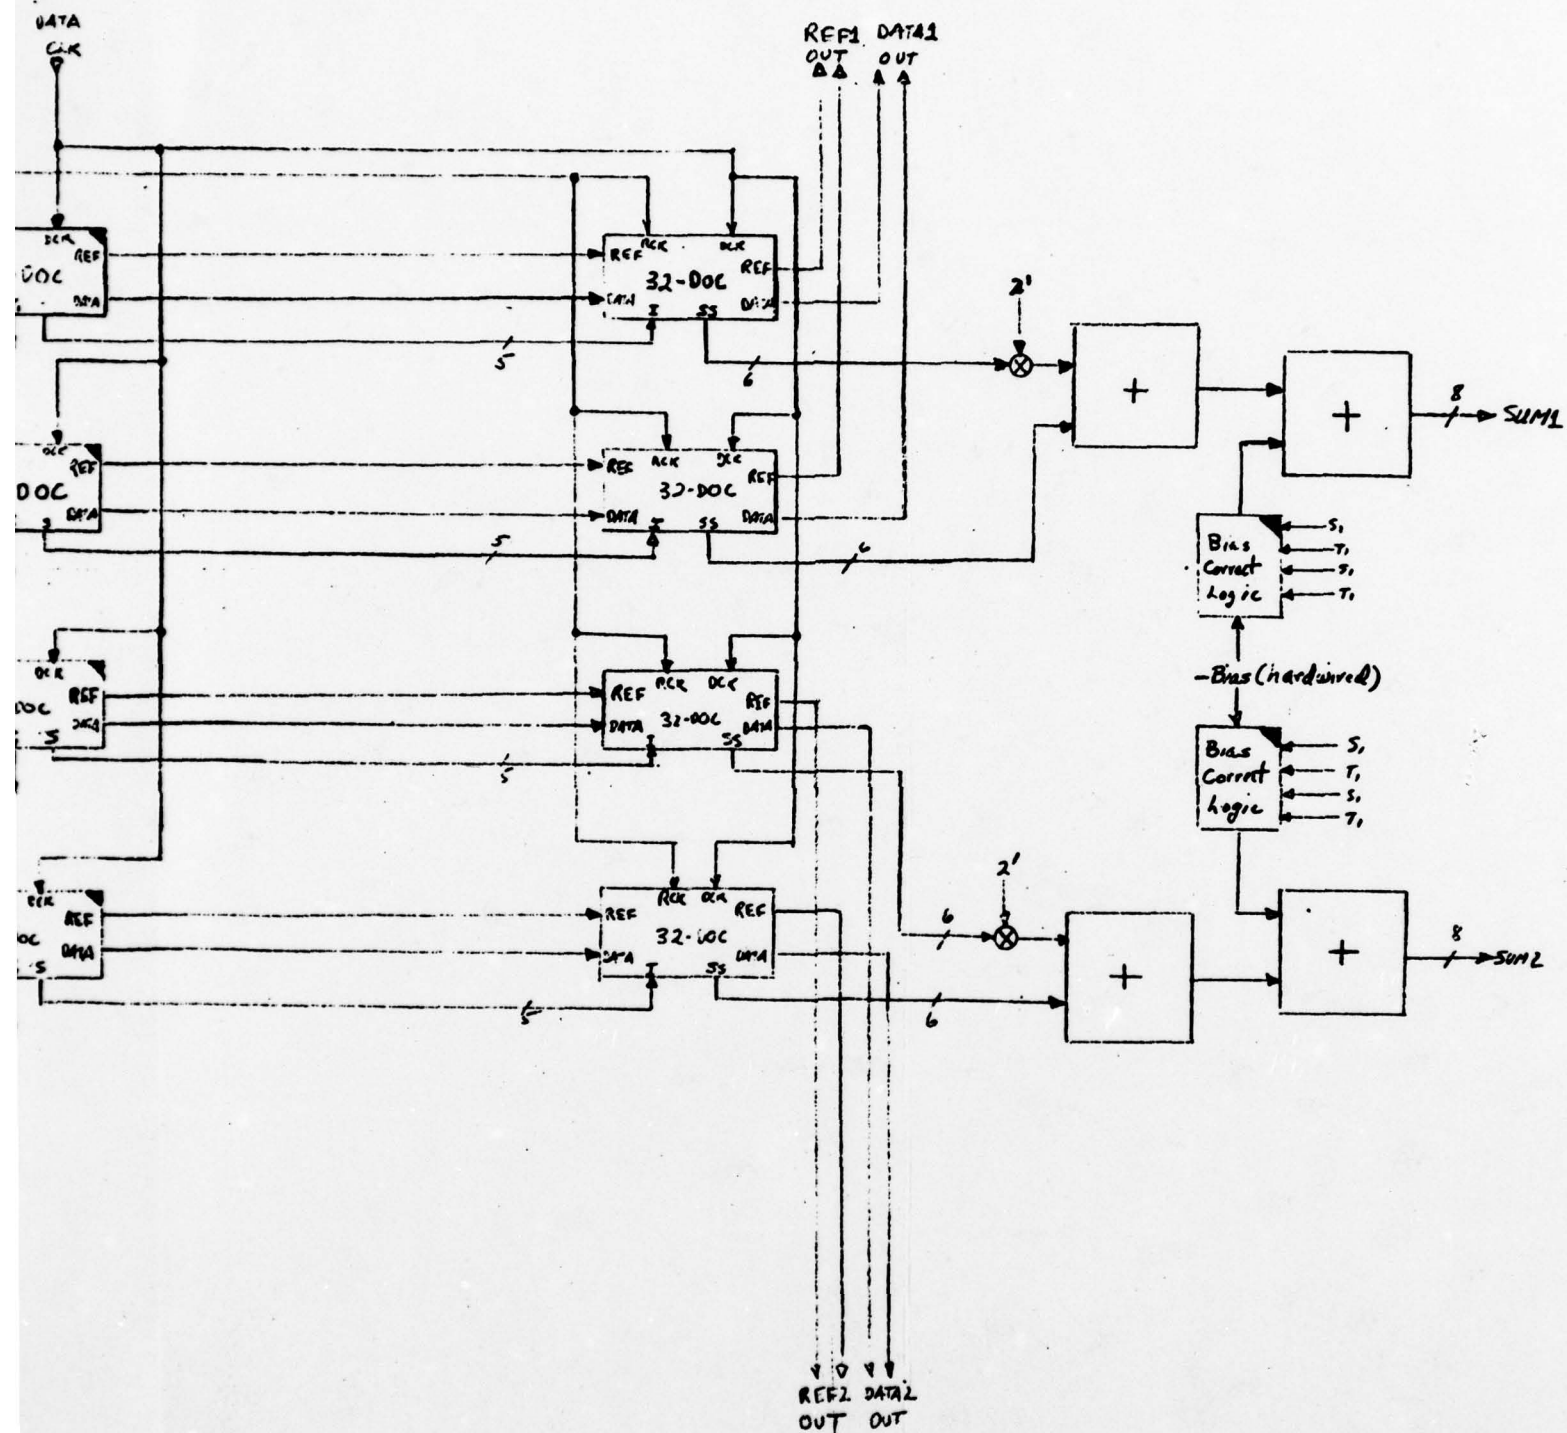 DATA
CLK
REF1 DATA1
OUT OUT
DCK
REF
DOC
DATA
RCK DCK
REF
32-DOC
REF
DATA
DATA
I SS
5
6
2'
+
+
8
SUM1
DCK
REF
DOC
DATA
S
REF RCK DCK
REF
32-DOC
DATA
DATA
I SS
5
6
Bias
Correct
Logic
S1
T1
S1
T1
-Bias (hardwired)
DCK
REF
DOC
DATA
S
RCK DCK
REF
REF
32-DOC
DATA
DATA
I
SS
5
Bias
Correct
Logic
S1
T1
S1
T1
2'
6
+
+
8
SUM2
DCK
REF
OC
DATA
S
RCK DCK
REF
REF
32-DOC
DATA
DATA
I SS
5
6
REF2 DATA2
OUT OUT